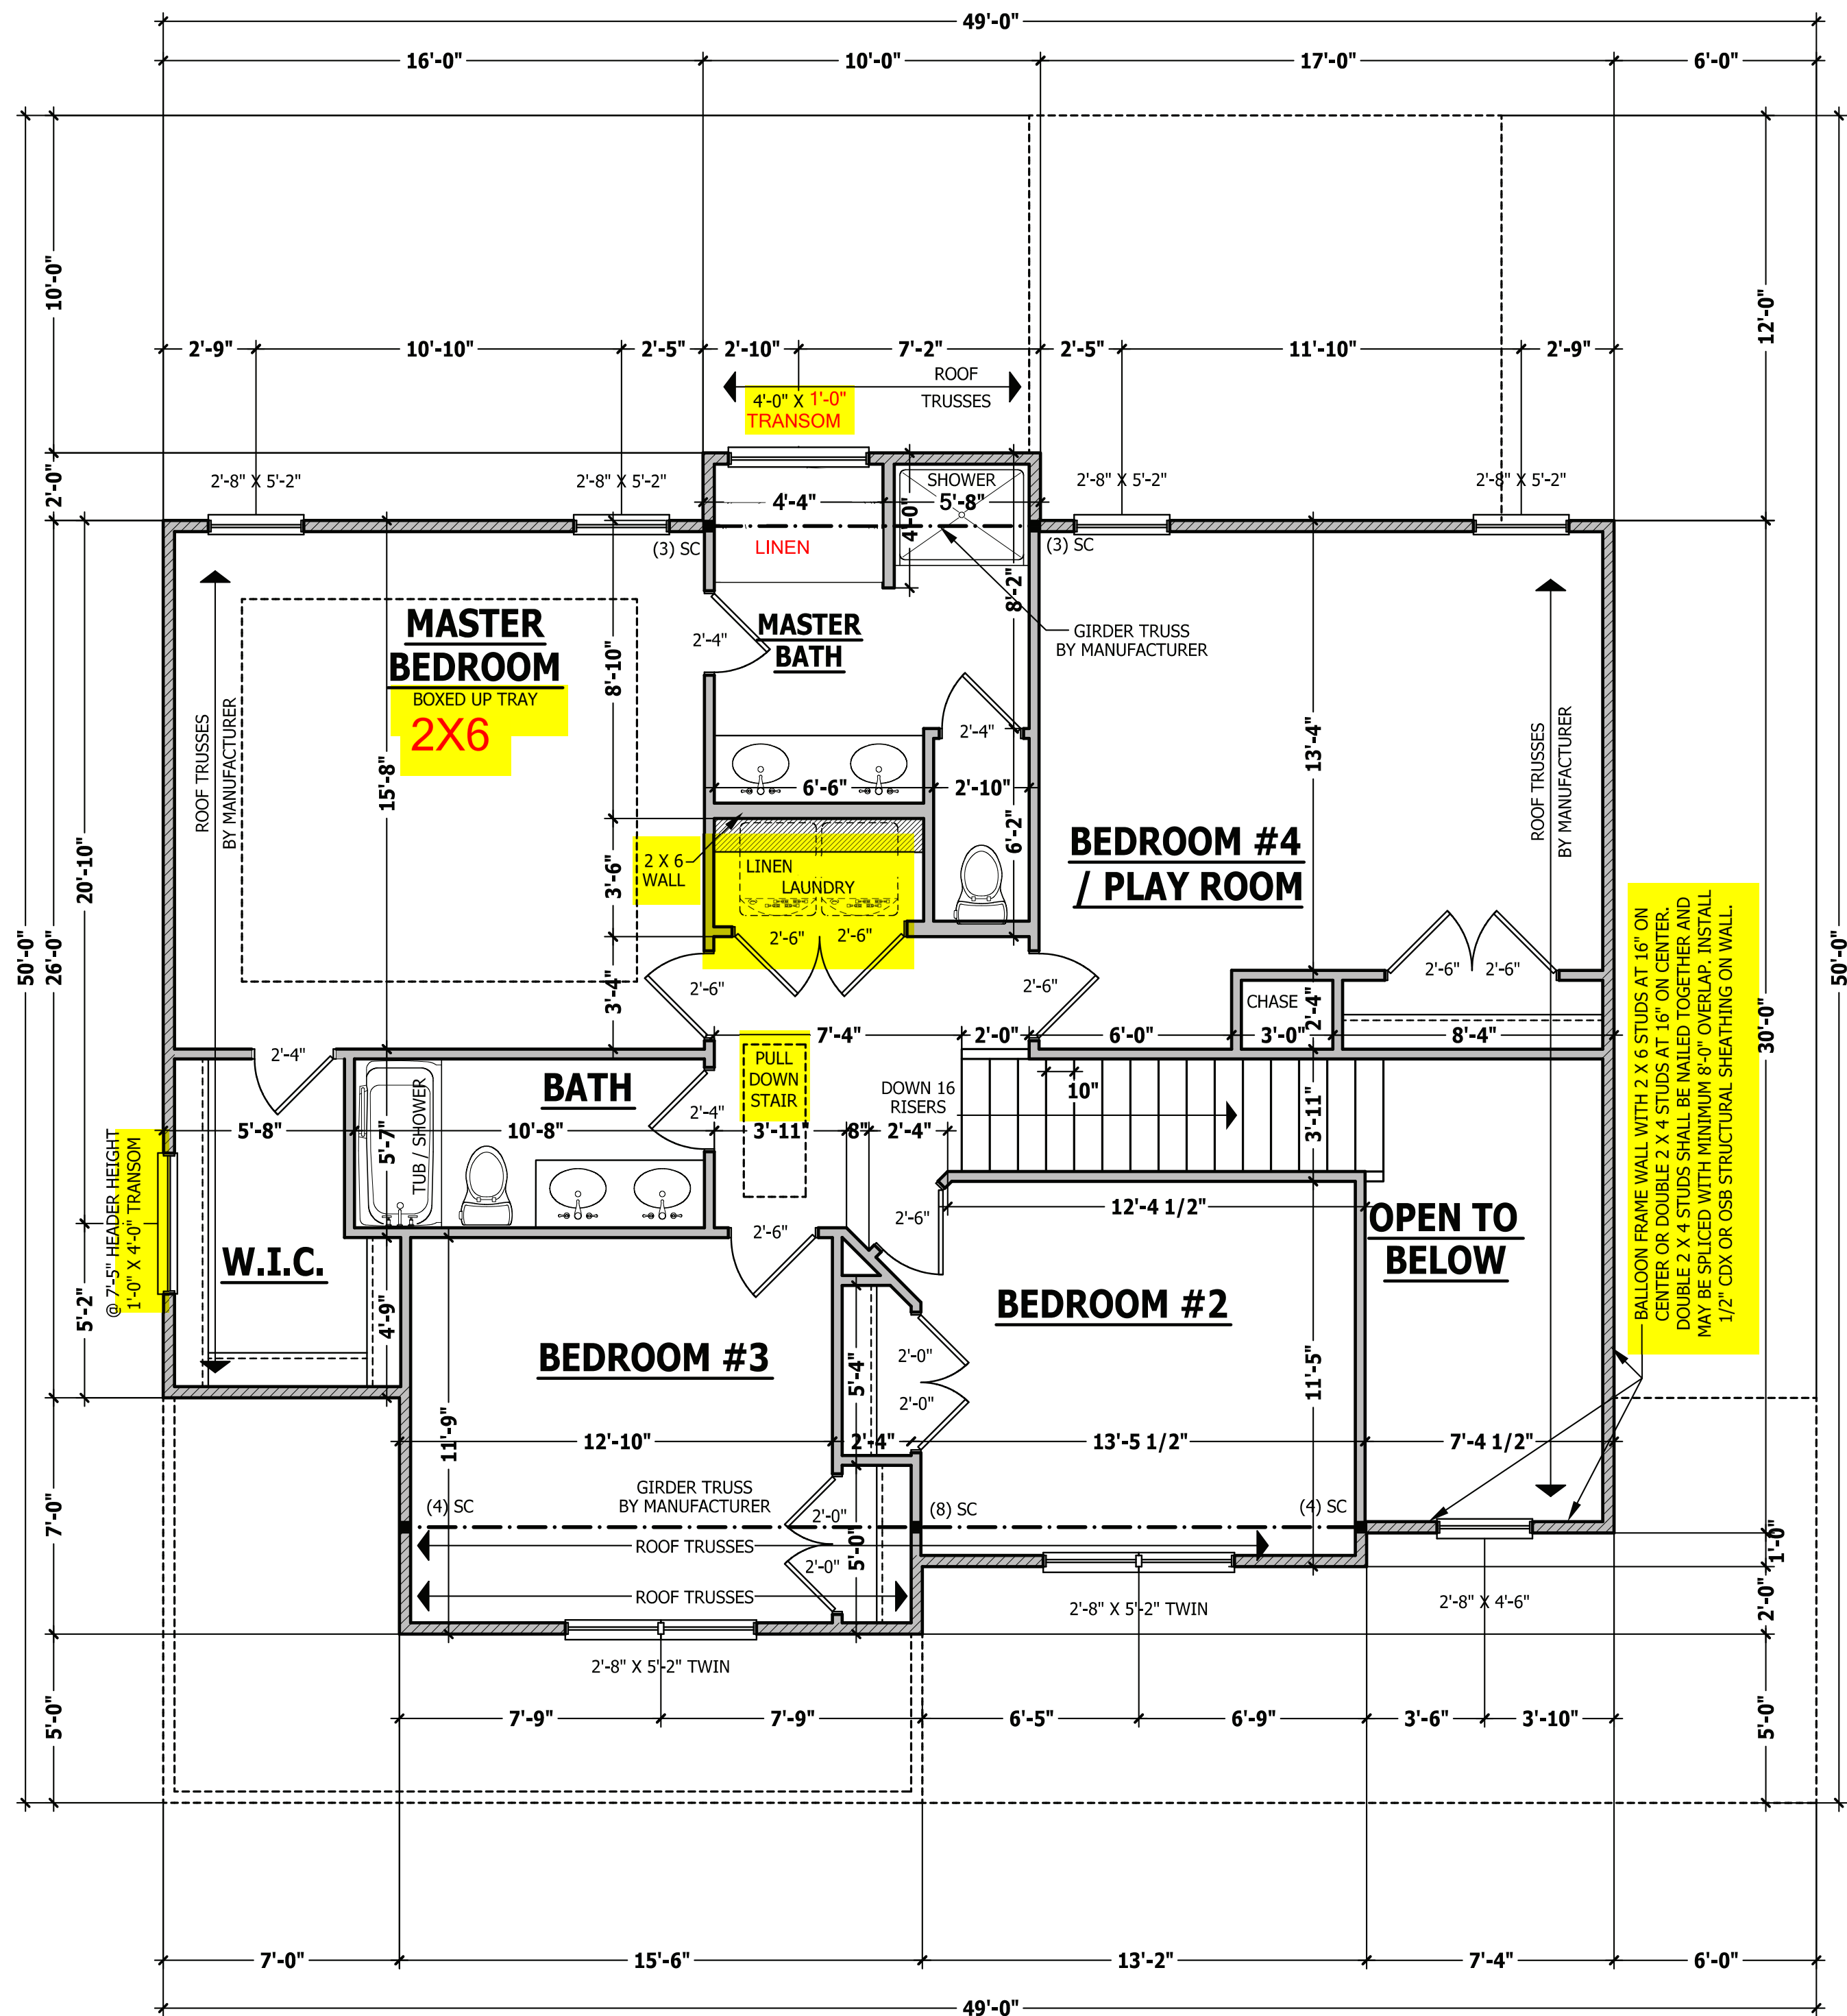 49'-0"
16'-0"
10'-0"
17'-0"
6'-0"
10'-0"
12'-0"
2'-9"
10'-10"
2'-5"
2'-10"
7'-2"
2'-5"
11'-10"
2'-9"
ROOF
TRUSSES
4'-0" X 1'-0"
TRANSOM
2'-0"
2'-8" X 5'-2"
2'-8" X 5'-2"
2'-8" X 5'-2"
2'-8" X 5'-2"
SHOWER
4'-4"
5'-8"
4'-0"
(3) SC
LINEN
(3) SC
8'-2"
MASTER
BEDROOM
BOXED UP TRAY
2X6
2'-4"
MASTER
BATH
GIRDER TRUSS
BY MANUFACTURER
8'-10"
15'-8"
ROOF TRUSSES
BY MANUFACTURER
2'-4"
13'-4"
ROOF TRUSSES
BY MANUFACTURER
6'-6"
2'-10"
6'-2"
2 X 6
WALL
LINEN
LAUNDRY
3'-6"
2'-6"
2'-6"
BEDROOM #4
/ PLAY ROOM
20'-10"
50'-0"
26'-0"
50'-0"
30'-0"
3'-4"
2'-6"
2'-6"
2'-6"
2'-6"
CHASE
2'-4"
7'-4"
2'-0"
6'-0"
3'-0"
8'-4"
BALLOON FRAME WALL WITH 2 X 6 STUDS AT 16" ON
CENTER OR DOUBLE 2 X 4 STUDS AT 16" ON CENTER.
DOUBLE 2 X 4 STUDS SHALL BE NAILED TOGETHER AND
MAY BE SPLICED WITH MINIMUM 8'-0" OVERLAP. INSTALL
1/2" CDX OR OSB STRUCTURAL SHEATHING ON WALL.
2'-4"
BATH
PULL
DOWN
STAIR
DOWN 16
RISERS
10"
2'-4"
TUB / SHOWER
5'-8"
5'-7"
10'-8"
3'-11"
8"
2'-4"
3'-11"
@ 7'-5" HEADER HEIGHT
1'-0" X 4'-0" TRANSOM
12'-4 1/2"
2'-6"
2'-6"
OPEN TO
BELOW
W.I.C.
5'-2"
4'-9"
BEDROOM #2
BEDROOM #3
2'-0"
2'-0"
5'-4"
11'-5"
11'-9"
12'-10"
2'-4"
13'-5 1/2"
7'-4 1/2"
GIRDER TRUSS
BY MANUFACTURER
(4) SC
(8) SC
(4) SC
2'-0"
ROOF TRUSSES
2'-0"
5'-0"
ROOF TRUSSES
7'-0"
1'-0"
2'-0"
2'-8" X 5'-2" TWIN
2'-8" X 4'-6"
2'-8" X 5'-2" TWIN
5'-0"
7'-9"
7'-9"
6'-5"
6'-9"
3'-6"
3'-10"
5'-0"
7'-0"
15'-6"
13'-2"
7'-4"
6'-0"
49'-0"